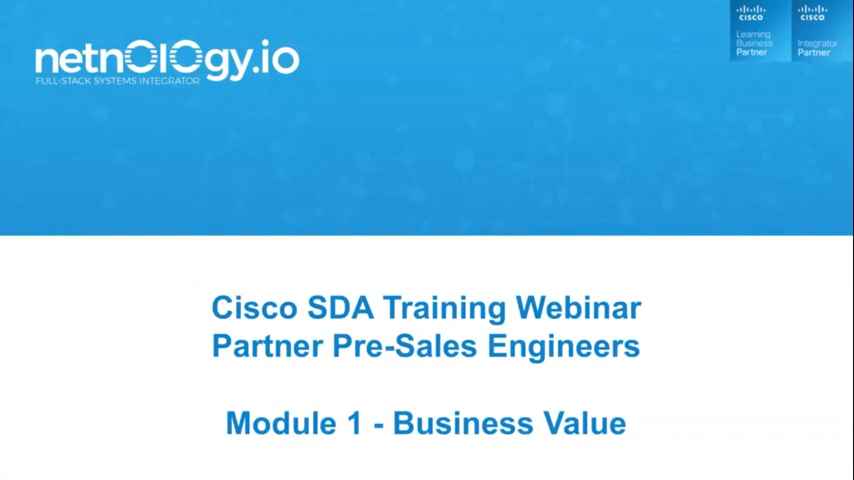 netnology.io
FULL-STACK SYSTEMS INTEGRATOR
CISCO
Learning
Business
Partner
CISCO
Integrator
Partner
Cisco SDA Training Webinar
Partner Pre-Sales Engineers
Module 1 - Business Value